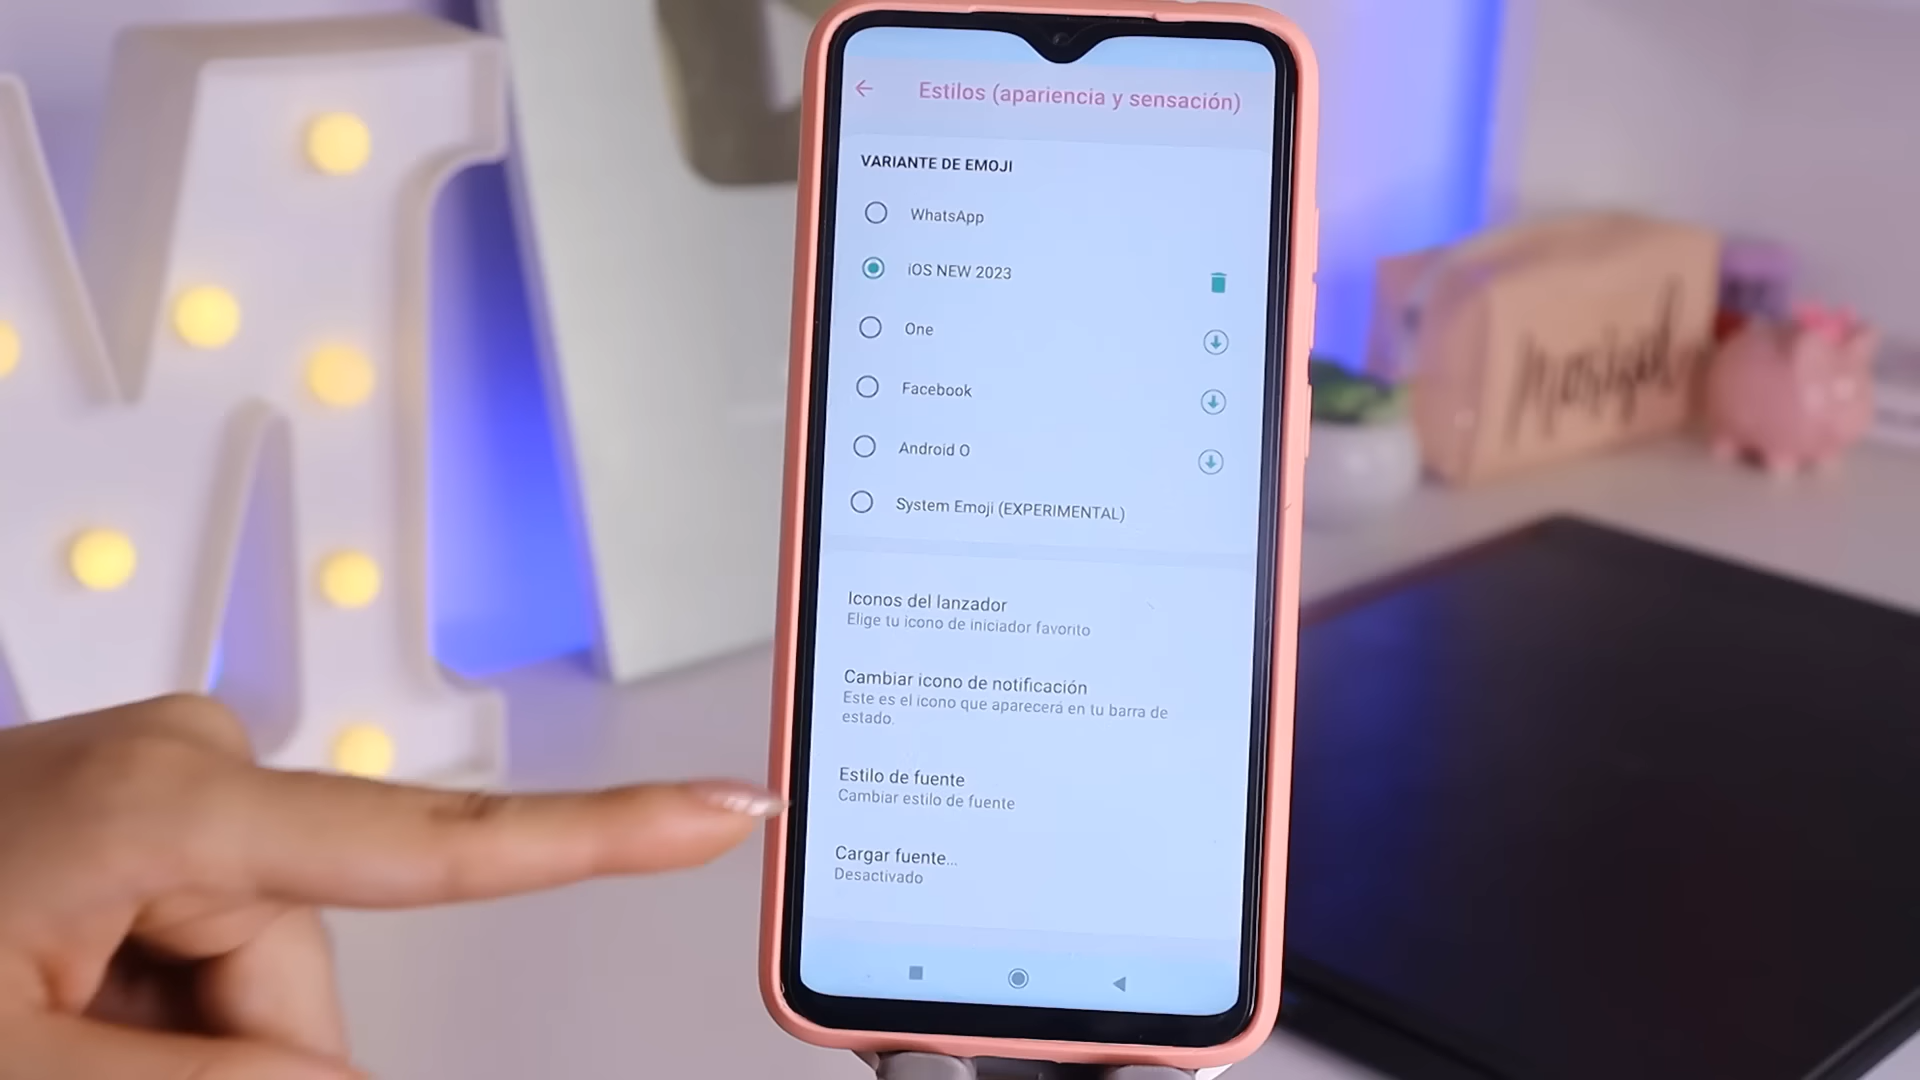 Estilos (apariencia y sensación)
VARIANTE DE EMOJI
WhatsApp
iOS NEW 2023
One
Facebook
Android O
System Emoji (EXPERIMENTAL)
Iconos del lanzador
Elige tu icono de iniciador favorito
Cambiar icono de notificación
Este es el icono que aparecerá en tu barra de
estado.
Estilo de fuente
Cambiar estilo de fuente
Cargar fuente...
Desactivado